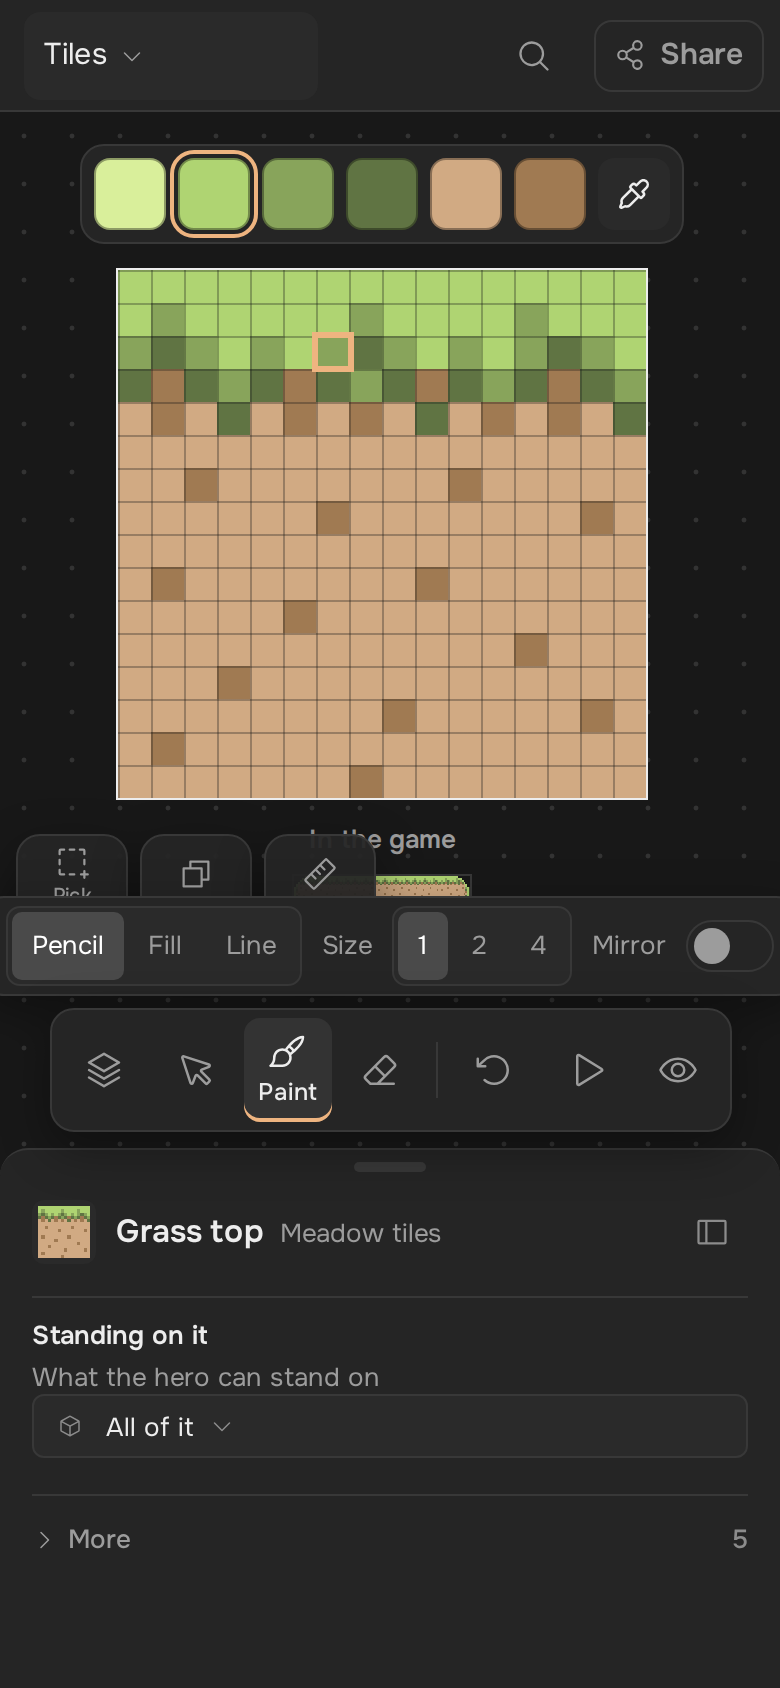 Tiles
Share
In the game
Pick
Pencil Fill Line Size 1 2 4 Mirror
Paint
Grass top Meadow tiles
Standing on it
What the hero can stand on
All of it
More 5